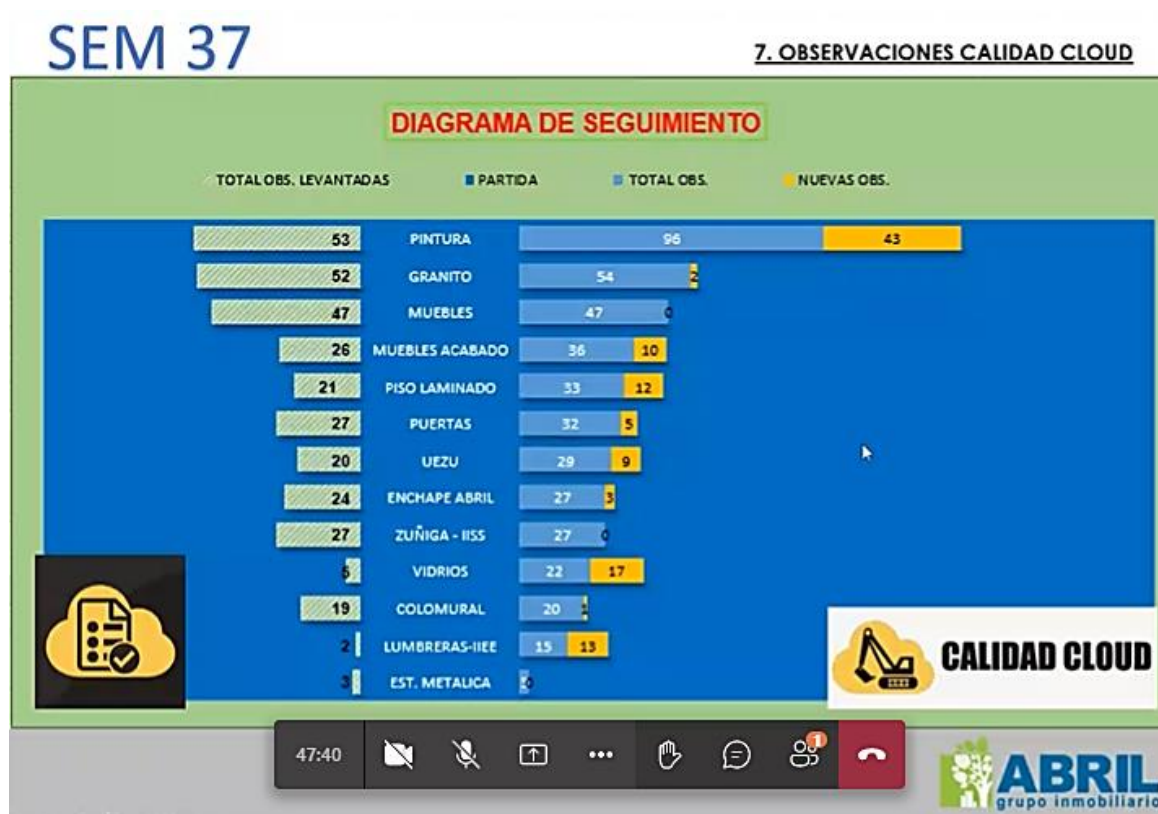 SEM 37
7. OBSERVACIONES CALIDAD CLOUD
DIAGRAMA DE SEGUIMIENTO
TOTAL OBS. LEVANTADAS PARTIDA TOTAL OBS. NUEVAS OBS.
53 PINTURA 96 43
52 GRANITO 54 2
47 MUEBLES 47 0
26 MUEBLES ACABADO 36 10
21 PISO LAMINADO 33 12
27 PUERTAS 32 5
20 UEZU 29 9
24 ENCHAPE ABRIL 27 3
27 ZUÑIGA - IISS 27 0
VIDRIOS 22 17
19 COLOMURAL 20 1
2 LUMBRERAS-IIEE 15 13
3 EST. METALICA 0
CALIDAD CLOUD
47:40
1
ABRIL
grupo inmobiliario